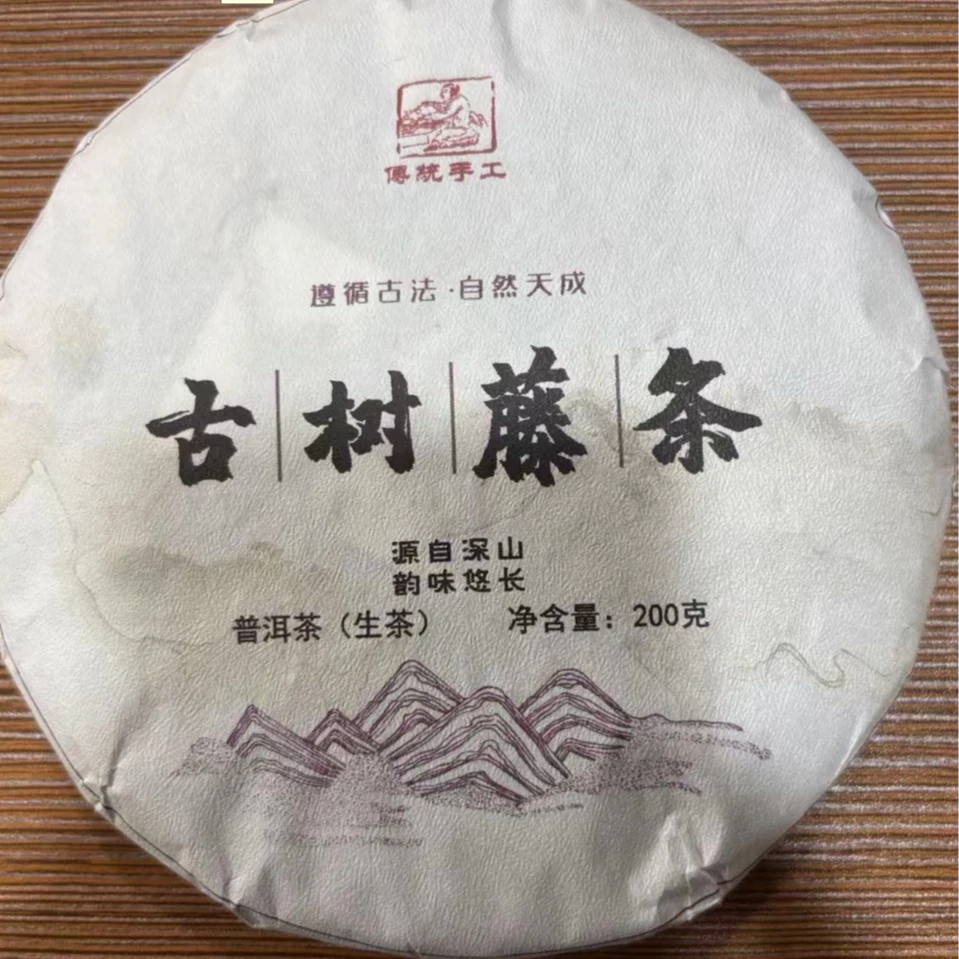 傳統手工
遵循古法·自然天成
古树藤条
源自深山
韵味悠长
普洱茶（生茶） 净含量：200克